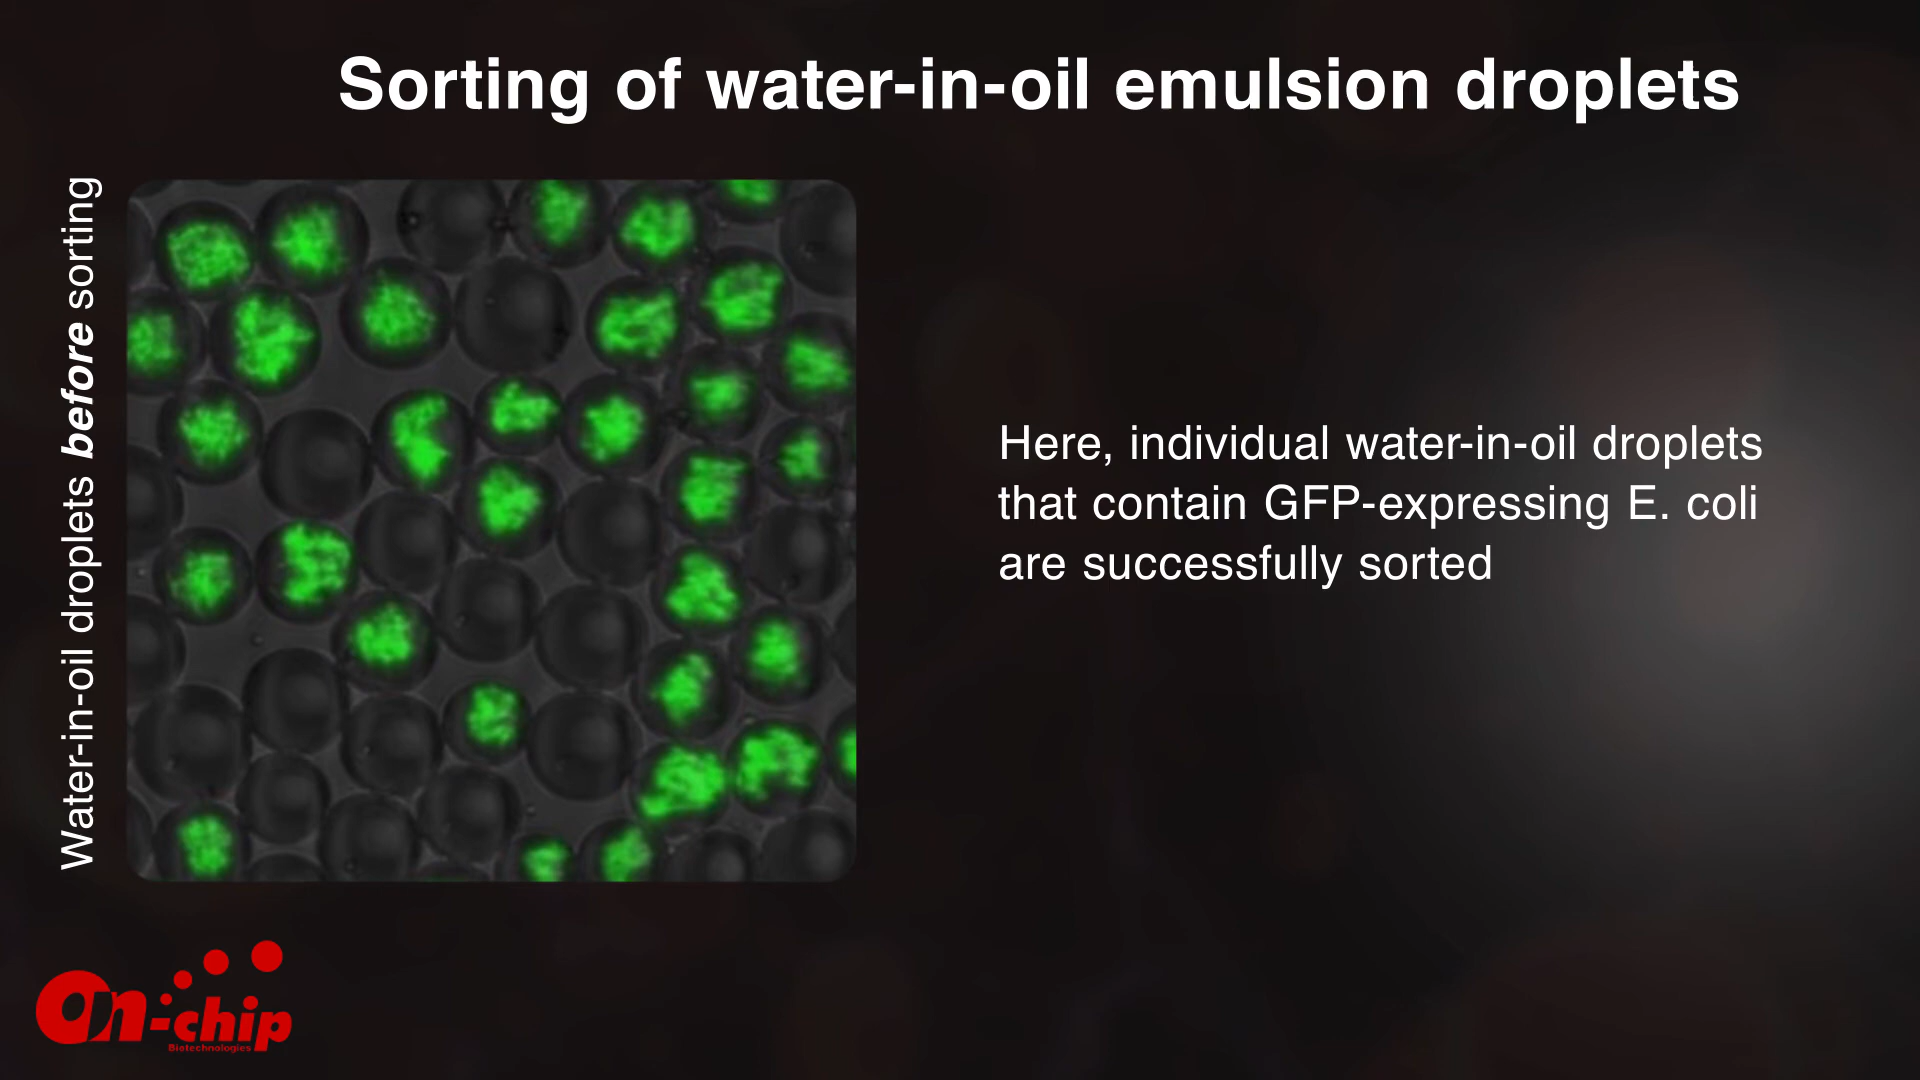 Sorting of water-in-oil emulsion droplets
Water-in-oil droplets before sorting
Here, individual water-in-oil droplets
that contain GFP-expressing E. coli
are successfully sorted
On-chip
Biotechnologies